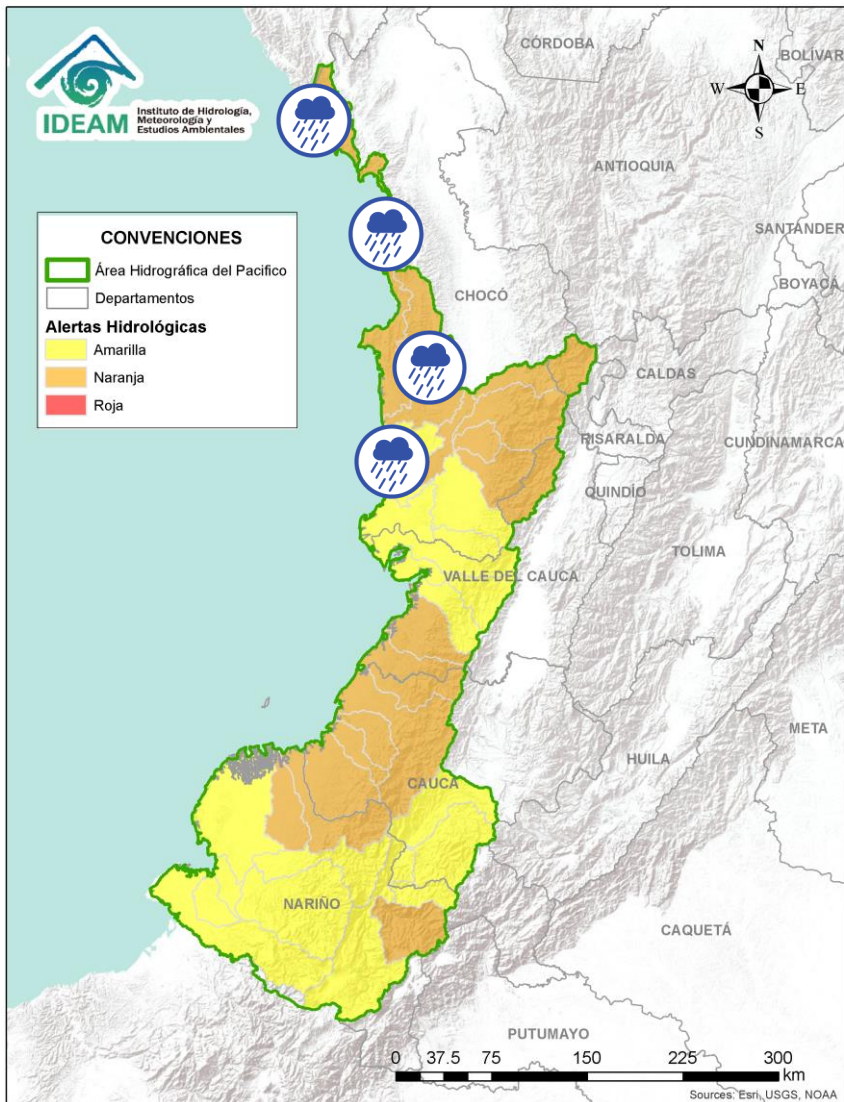 CÓRDOBA
BOLÍVAR
N
W E
S
IDEAM
Instituto de Hidrología,
Meteorología y
Estudios Ambientales
ANTIOQUIA
SANTANDER
CONVENCIONES
Área Hidrográfica del Pacifico
Departamentos
Alertas Hidrológicas
Amarilla
Naranja
Roja
BOYACÁ
CHOCÓ
CALDAS
RISARALDA
CUNDINAMARCA
QUINDÍO
TOLIMA
VALLE DEL CAUCA
META
HUILA
CAUCA
NARIÑO
CAQUETÁ
PUTUMAYO
0 37.5 75 150 225 300
km
Sources: Esri, USGS, NOAA